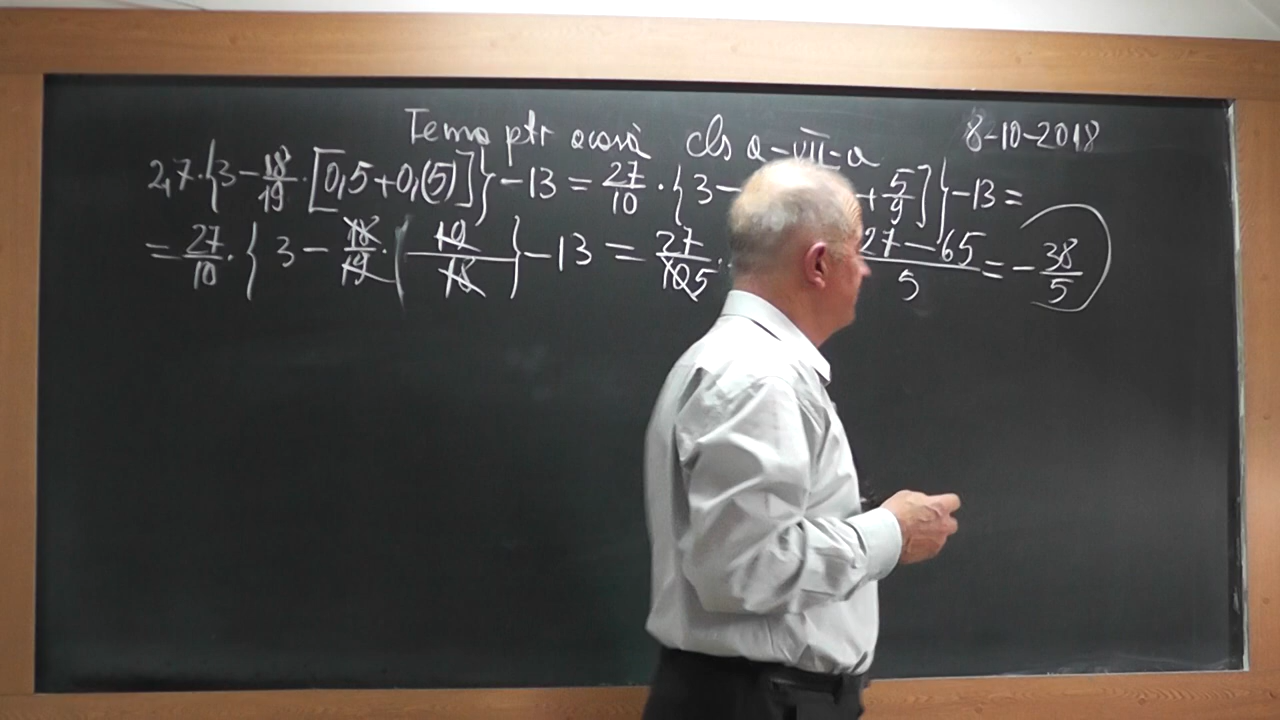 Tema ptr acasă cls a-VII-a 8-10-2018
2,7·{3-18/19·[0,5+0,(5)]}-13=27/10·{3- +5/9]}-13=
=27/10·{3-18/19·(19/18}-13=27/10 5· 27-65/5=-38/5